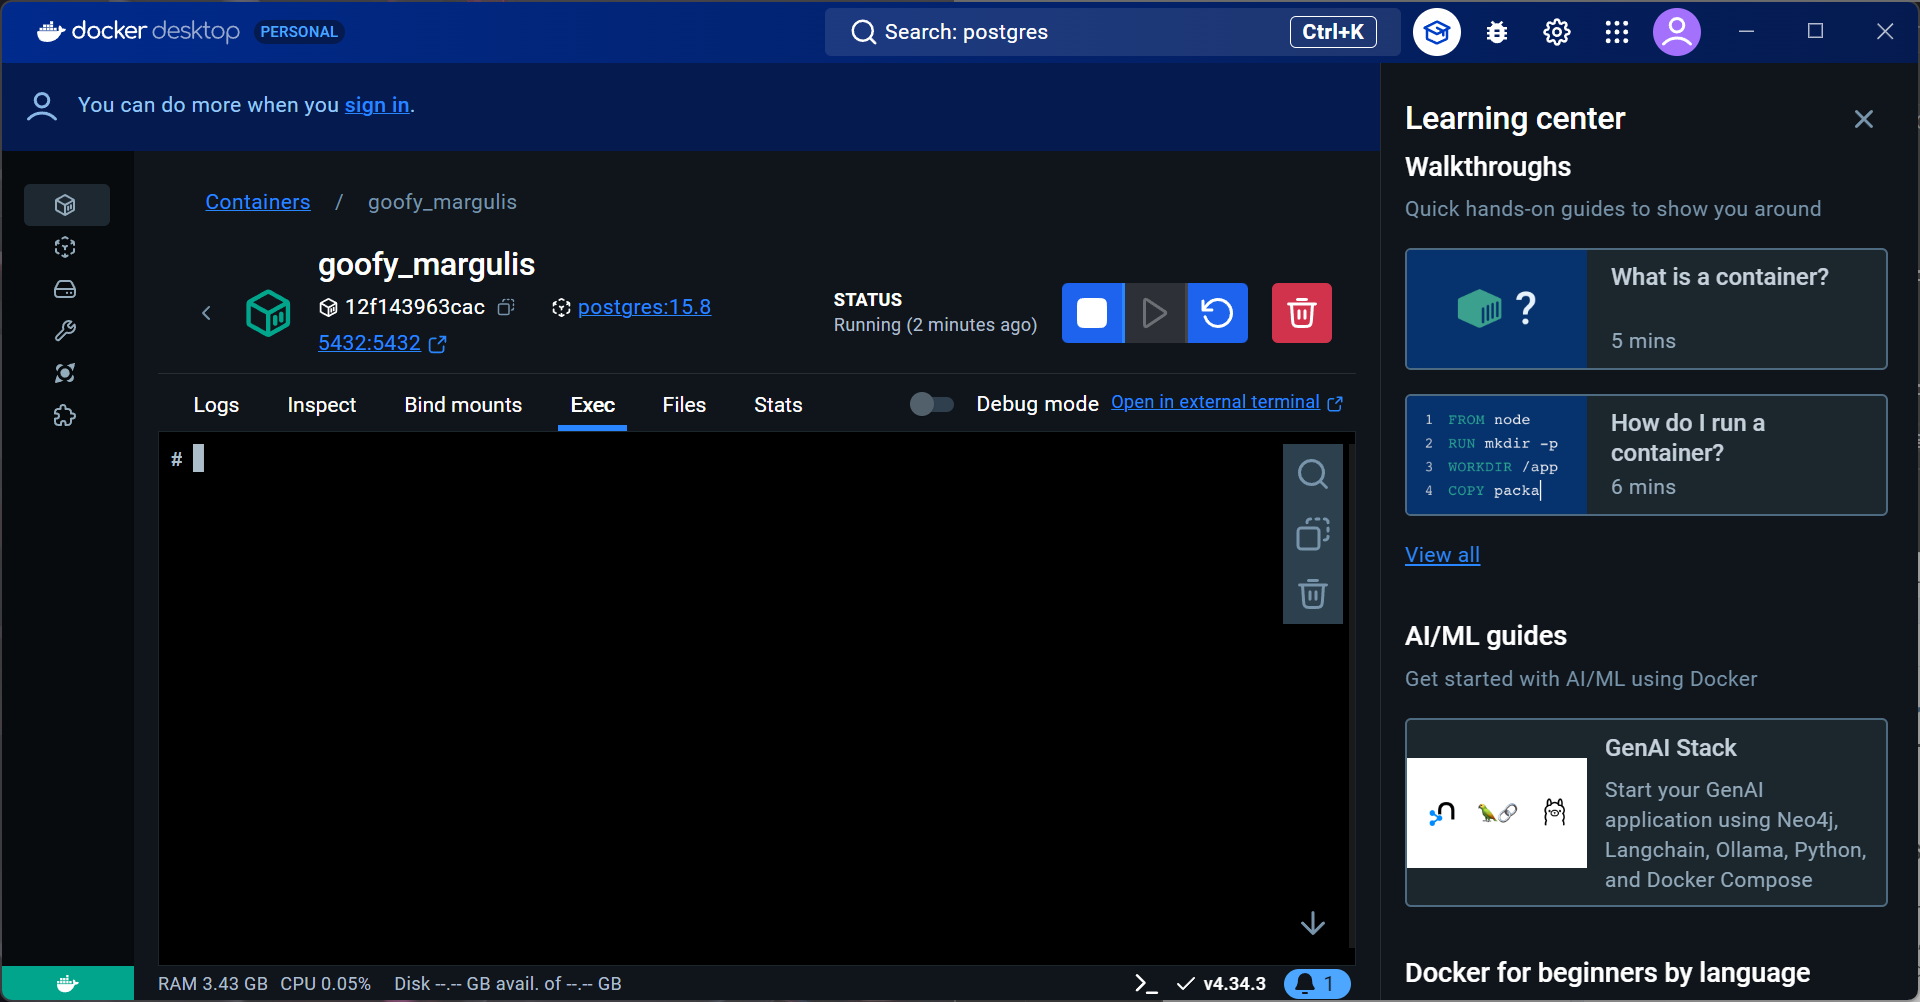 docker desktop PERSONAL
Search: postgres Ctrl+K
You can do more when you sign in.
Containers / goofy_margulis
goofy_margulis
12f143963cac postgres:15.8
5432:5432
STATUS
Running (2 minutes ago)
Logs Inspect Bind mounts Exec Files Stats Debug mode Open in external terminal
#
RAM 3.43 GB CPU 0.05% Disk --.-- GB avail. of --.-- GB
v4.34.3 1
Learning center
Walkthroughs
Quick hands-on guides to show you around
?
What is a container?
5 mins
1 FROM node
2 RUN mkdir -p
3 WORKDIR /app
4 COPY packa
How do I run a
container?
6 mins
View all
AI/ML guides
Get started with AI/ML using Docker
GenAI Stack
Start your GenAI
application using Neo4j,
Langchain, Ollama, Python,
and Docker Compose
Docker for beginners by language